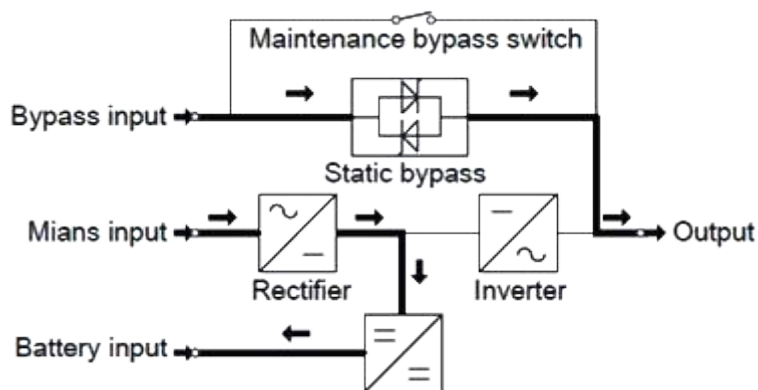 Maintenance bypass switch
Bypass input
Static bypass
Mians input
Output
Rectifier
Inverter
Battery input